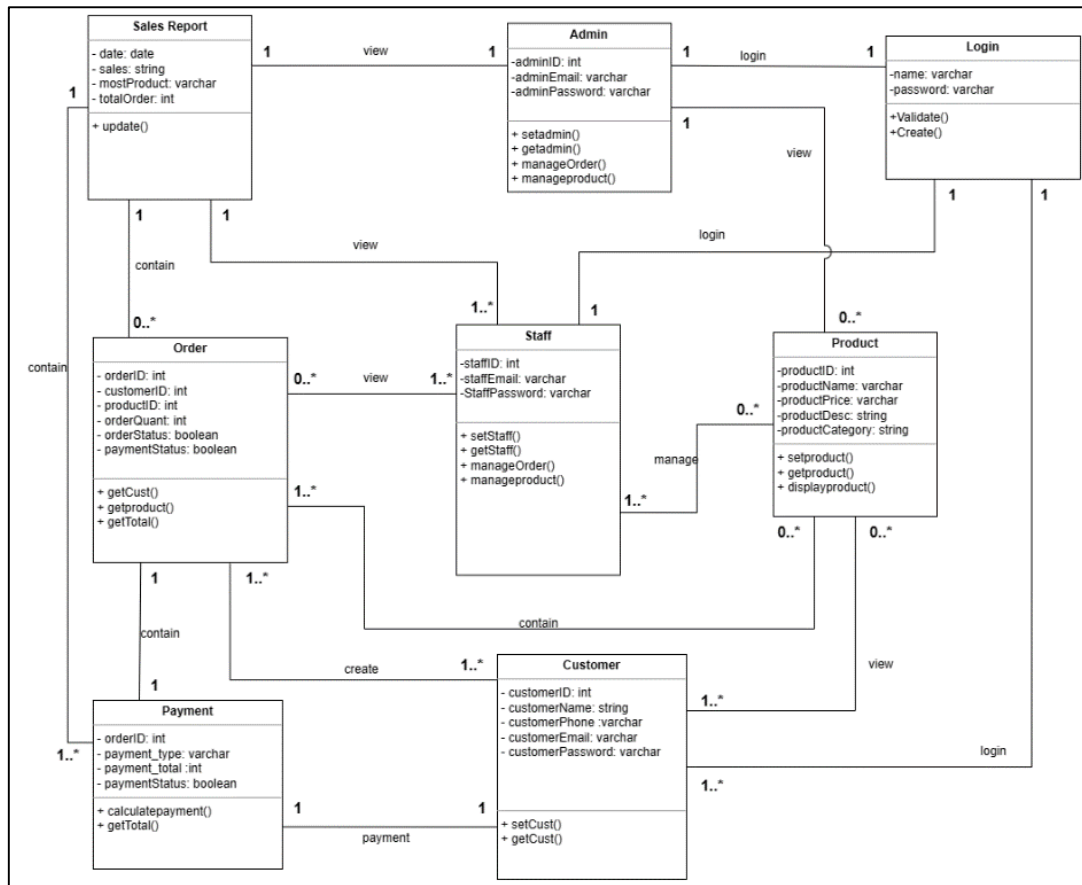 Sales Report
- date: date
- sales: string
- mostProduct: varchar
- totalOrder: int
+ update()
1
view
1
Admin
-adminID: int
-adminEmail: varchar
-adminPassword: varchar
+ setadmin()
+ getadmin()
+ manageOrder()
+ manageproduct()
1
login
1
Login
-name: varchar
-password: varchar
+Validate()
+Create()
1
1
view
1
1
1
1
view
login
contain
0..*
1..*
1
0..*
contain
Order
- orderID: int
- customerID: int
- productID: int
- orderQuant: int
- orderStatus: boolean
- paymentStatus: boolean
+ getCust()
+ getproduct()
+ getTotal()
0..*
view
1..*
Staff
-staffID: int
-staffEmail: varchar
-StaffPassword: varchar
+ setStaff()
+ getStaff()
+ manageOrder()
+ manageproduct()
0..*
manage
1..*
Product
-productID: int
-productName: varchar
-productPrice: varchar
-productDesc: string
-productCategory: string
+ setproduct()
+ getproduct()
+ displayproduct()
1..*
0..*
0..*
1
1..*
contain
contain
create
1..*
view
1
Payment
- orderID: int
- payment_type: varchar
- payment_total :int
- paymentStatus: boolean
+ calculatepayment()
+ getTotal()
1..*
1
payment
1
Customer
- customerID: int
- customerName: string
- customerPhone :varchar
- customerEmail: varchar
- customerPassword: varchar
+ setCust()
+ getCust()
1..*
login
1..*